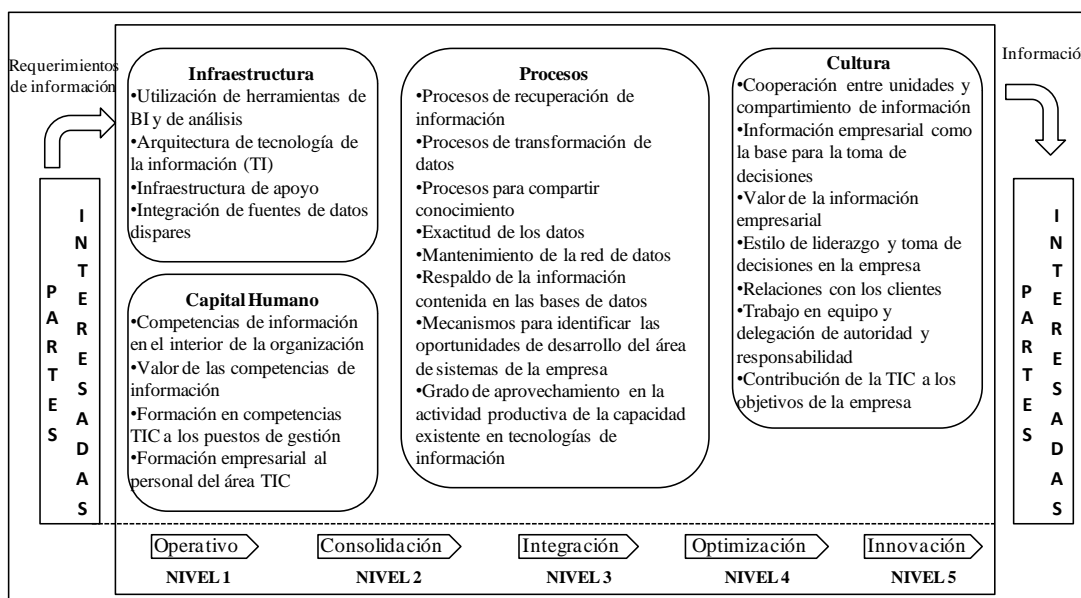 Requerimientos
de información
PARTES
INTERESADAS
Infraestructura
•Utilización de herramientas de
BI y de análisis
•Arquitectura de tecnología de
la información (TI)
•Infraestructura de apoyo
•Integración de fuentes de datos
dispares
Capital Humano
•Competencias de información
en el interior de la organización
•Valor de las competencias de
información
•Formación en competencias
TIC a los puestos de gestión
•Formación empresarial al
personal del área TIC
Procesos
•Procesos de recuperación de
información
•Procesos de transformación de
datos
•Procesos para compartir
conocimiento
•Exactitud de los datos
•Mantenimiento de la red de datos
•Respaldo de la información
contenida en las bases de datos
•Mecanismos para identificar las
oportunidades de desarrollo del área
de sistemas de la empresa
•Grado de aprovechamiento en la
actividad productiva de la capacidad
existente en tecnologías de
información
Cultura
•Cooperación entre unidades y
compartimiento de información
•Información empresarial como
la base para la toma de
decisiones
•Valor de la información
empresarial
•Estilo de liderazgo y toma de
decisiones en la empresa
•Relaciones con los clientes
•Trabajo en equipo y
delegación de autoridad y
responsabilidad
•Contribución de la TIC a los
objetivos de la empresa
Informació
PARTES
INTERESADAS
Operativo
Consolidación
Integración
Optimización
Innovación
NIVEL 1
NIVEL 2
NIVEL 3
NIVEL 4
NIVEL 5